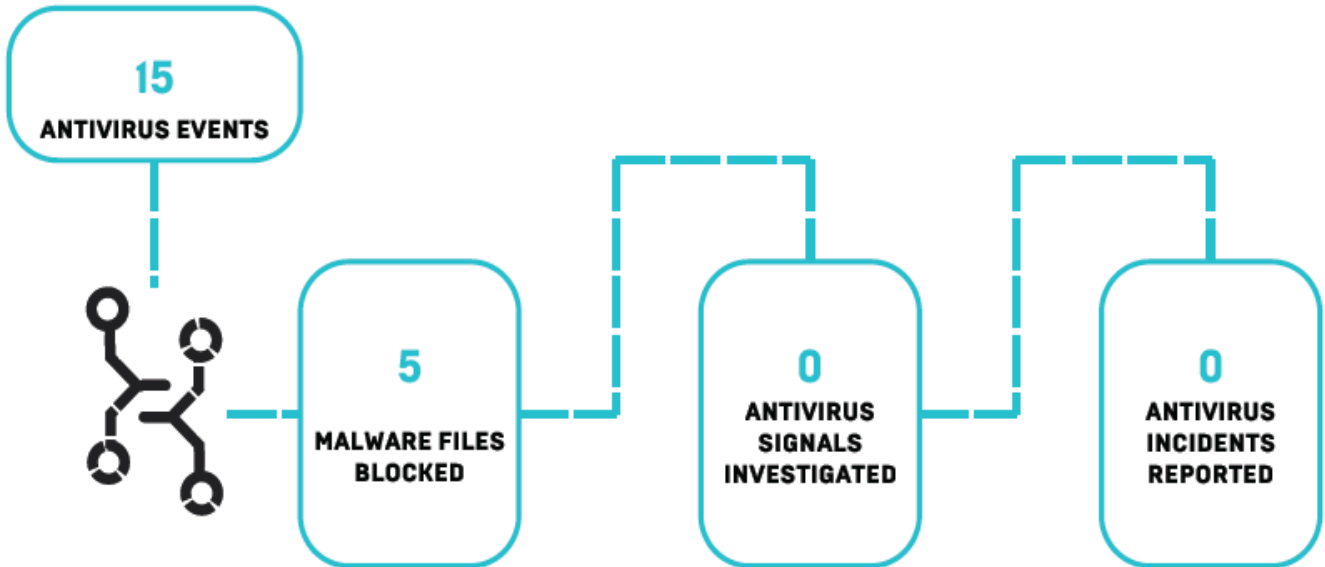 15
ANTIVIRUS EVENTS
5
MALWARE FILES
BLOCKED
0
ANTIVIRUS
SIGNALS
INVESTIGATED
0
ANTIVIRUS
INCIDENTS
REPORTED